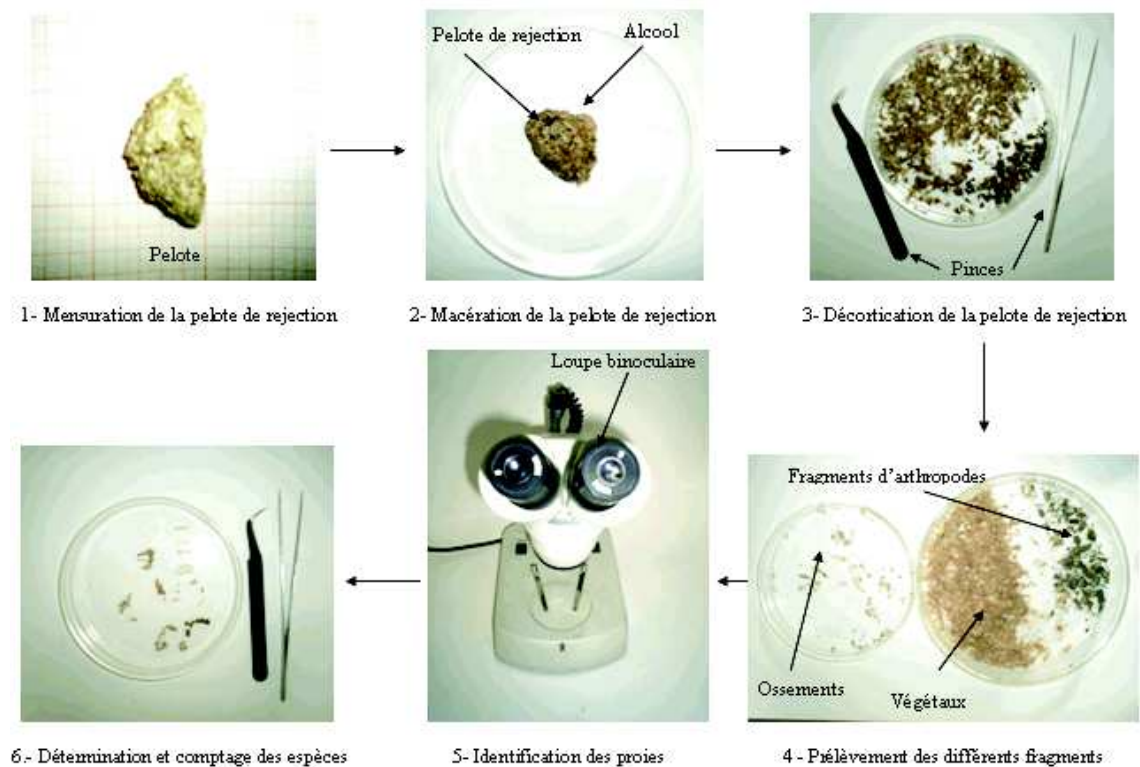 Pelote de rejection
Alcool
Pelote
Pinces
1- Mensuration de la pelote de rejection
2- Macération de la pelote de rejection
3- Décortication de la pelote de rejection
Loupe binoculaire
Fragments d'arthropodes
Ossements
Végétaux
6.- Détermination et comptage des espèces
5- Identification des proies
4 - Prélèvement des différents fragments